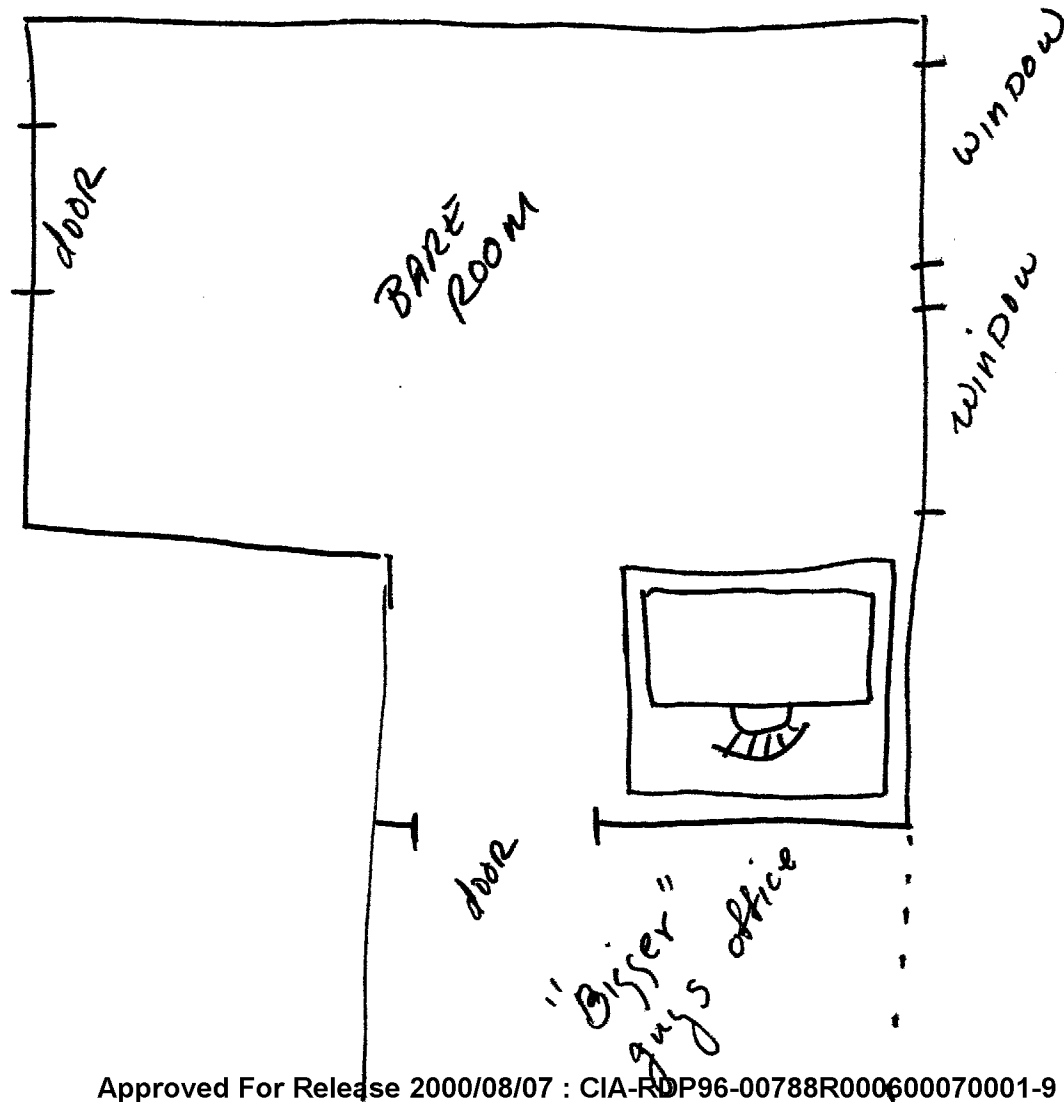 WINDOW
dooR
BARE
ROOM
WINDOW
dooR
"Bigger"
guys office
Approved For Release 2000/08/07 : CIA-RDP96-00788R000600070001-9